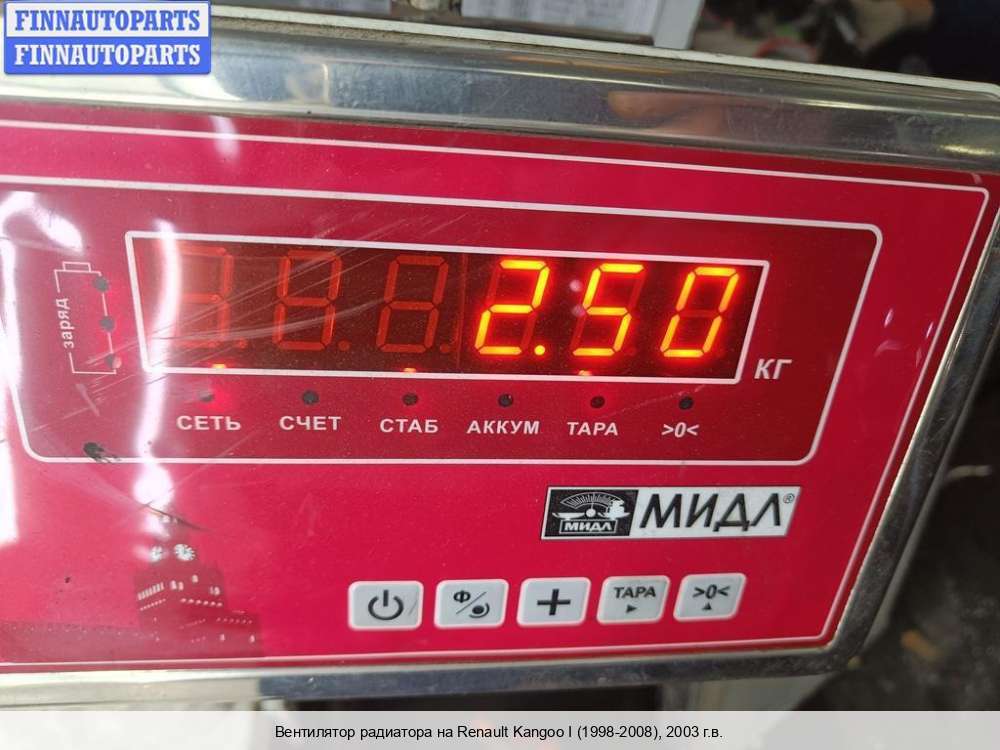 FINNAUTOPARTS
FINNAUTOPARTS
заряд
2.50
КГ
СЕТЬ СЧЕТ СТАБ АККУМ ТАРА >0<
МИДЛ МИДЛ®
Ф ТАРА >0<
Вентилятор радиатора на Renault Kangoo I (1998-2008), 2003 г.в.